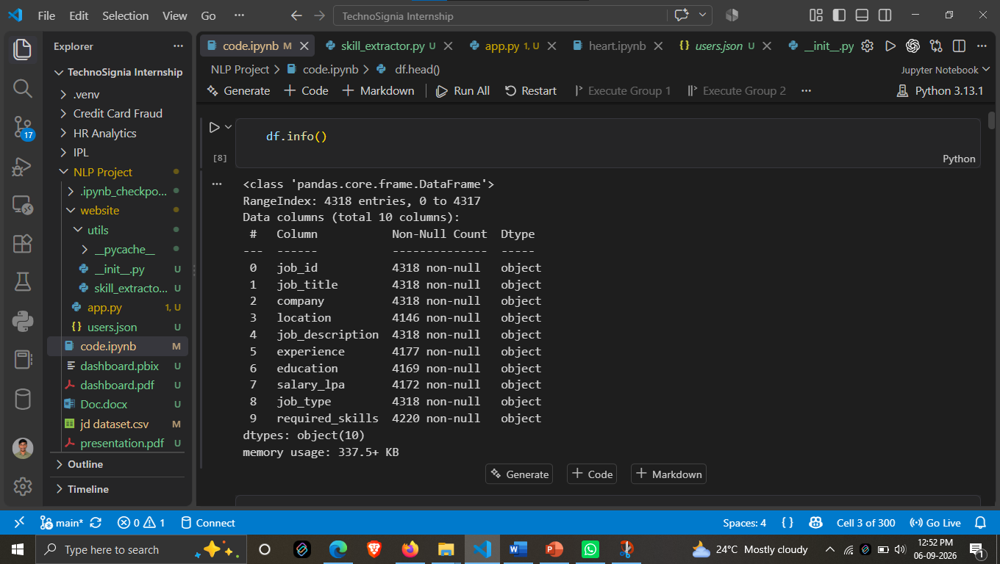 File Edit Selection View Go ···
TechnoSignia Internship
Explorer ···
TechnoSignia Internship
.venv
Credit Card Fraud
HR Analytics
IPL
NLP Project
.ipynb_checkpo...
website
utils
__pycache__
__init__.py U
skill_extracto... U
app.py 1, U
users.json U
code.ipynb M
dashboard.pbix U
dashboard.pdf U
Doc.docx U
jd dataset.csv M
presentation.pdf U
Outline
Timeline
17
code.ipynb M
skill_extractor.py U
app.py 1, U
heart.ipynb
users.json U
__init__.py
NLP Project > code.ipynb > df.head()
Jupyter Notebook
Generate + Code + Markdown Run All Restart Execute Group 1 Execute Group 2 ···
Python 3.13.1
df.info()
[8]
Python
<class 'pandas.core.frame.DataFrame'>
RangeIndex: 4318 entries, 0 to 4317
Data columns (total 10 columns):
 #   Column           Non-Null Count  Dtype
---  ------           --------------  -----
 0   job_id           4318 non-null   object
 1   job_title        4318 non-null   object
 2   company          4318 non-null   object
 3   location         4146 non-null   object
 4   job_description  4318 non-null   object
 5   experience       4177 non-null   object
 6   education        4169 non-null   object
 7   salary_lpa       4172 non-null   object
 8   job_type         4318 non-null   object
 9   required_skills  4220 non-null   object
dtypes: object(10)
memory usage: 337.5+ KB
Generate + Code + Markdown
main* 0 1 Connect
Spaces: 4 { } Cell 3 of 300 Go Live
Type here to search
24°C Mostly cloudy
12:52 PM
06-09-2026
1